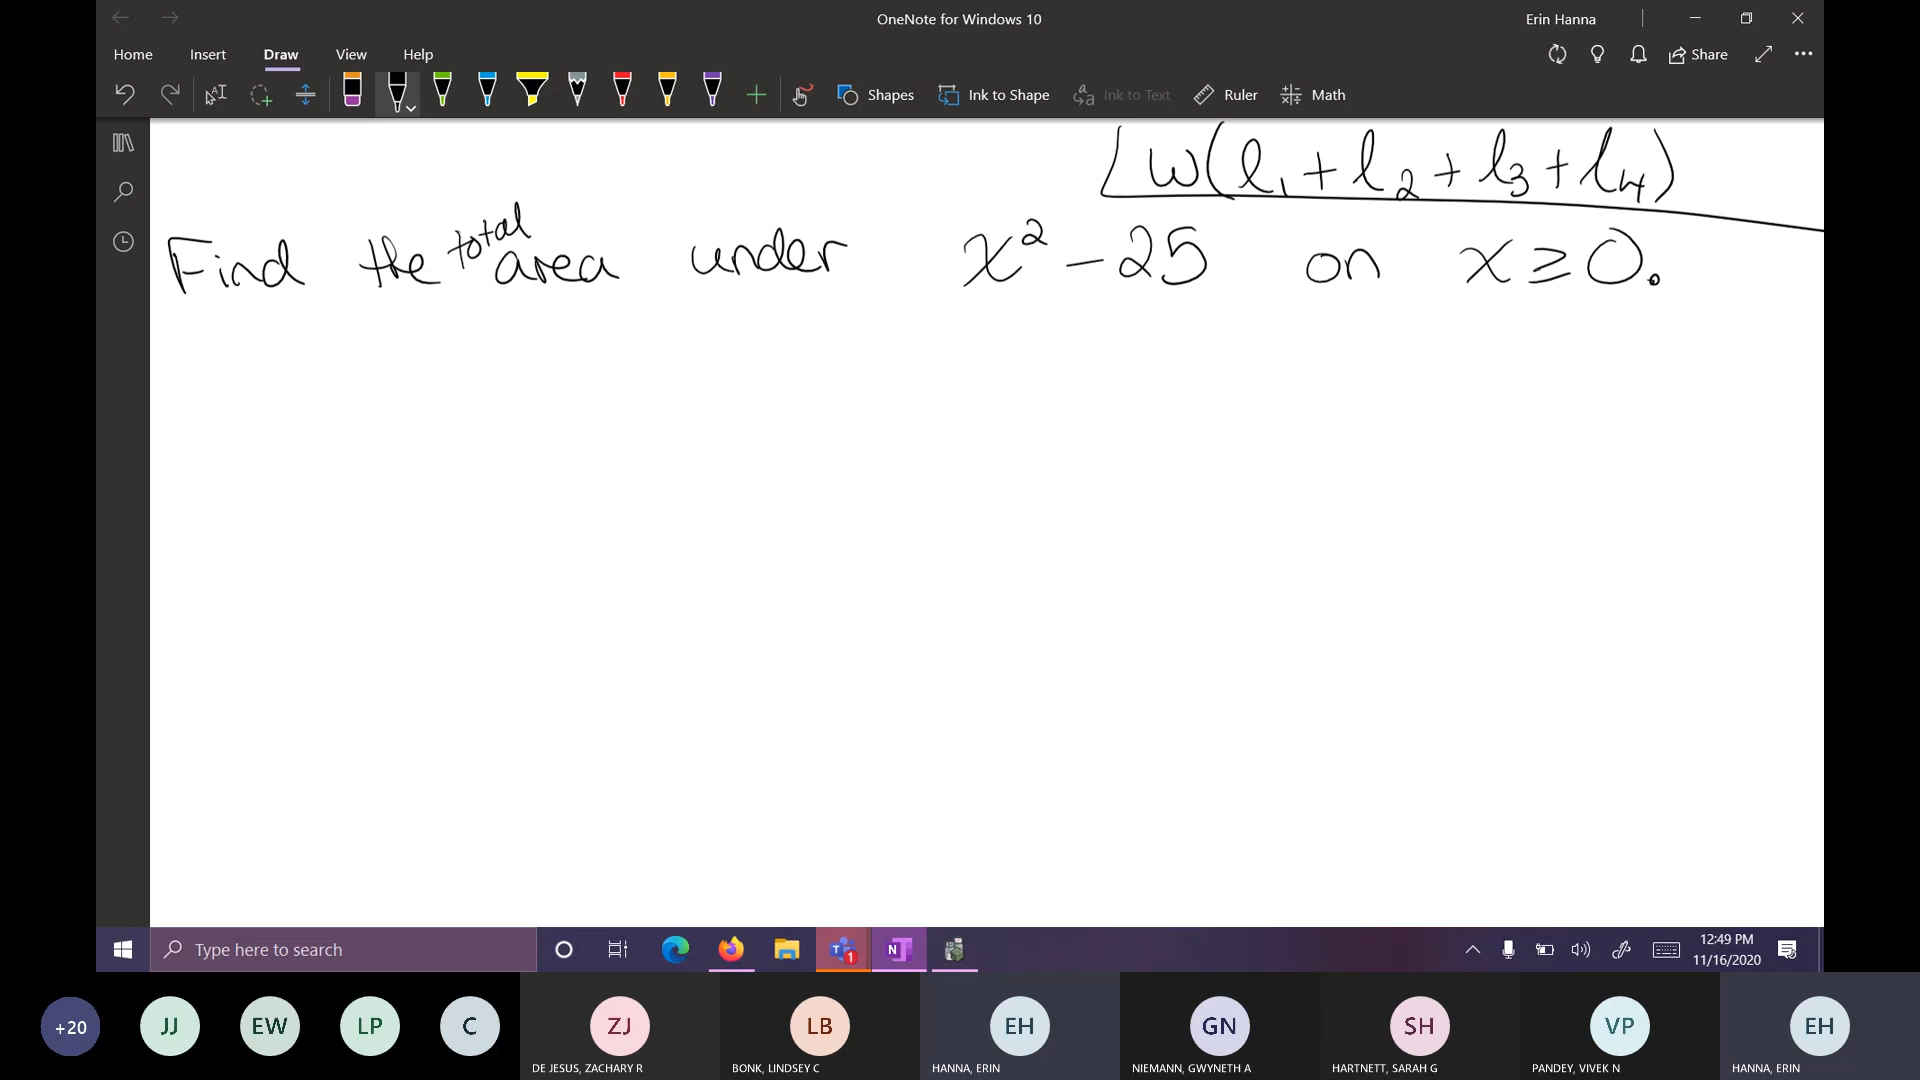 OneNote for Windows 10
Erin Hanna
Home Insert Draw View Help
Share
Shapes Ink to Shape Ink to Text Ruler Math
w(l1 + l2 + l3 + l4)
Find the total area under x² - 25 on x ≥ 0.
Type here to search
1
12:49 PM
11/16/2020
+20 JJ EW LP C ZJ LB EH GN SH VP EH
DE JESUS, ZACHARY R BONK, LINDSEY C HANNA, ERIN NIEMANN, GWYNETH A HARTNETT, SARAH G PANDEY, VIVEK N HANNA, ERIN